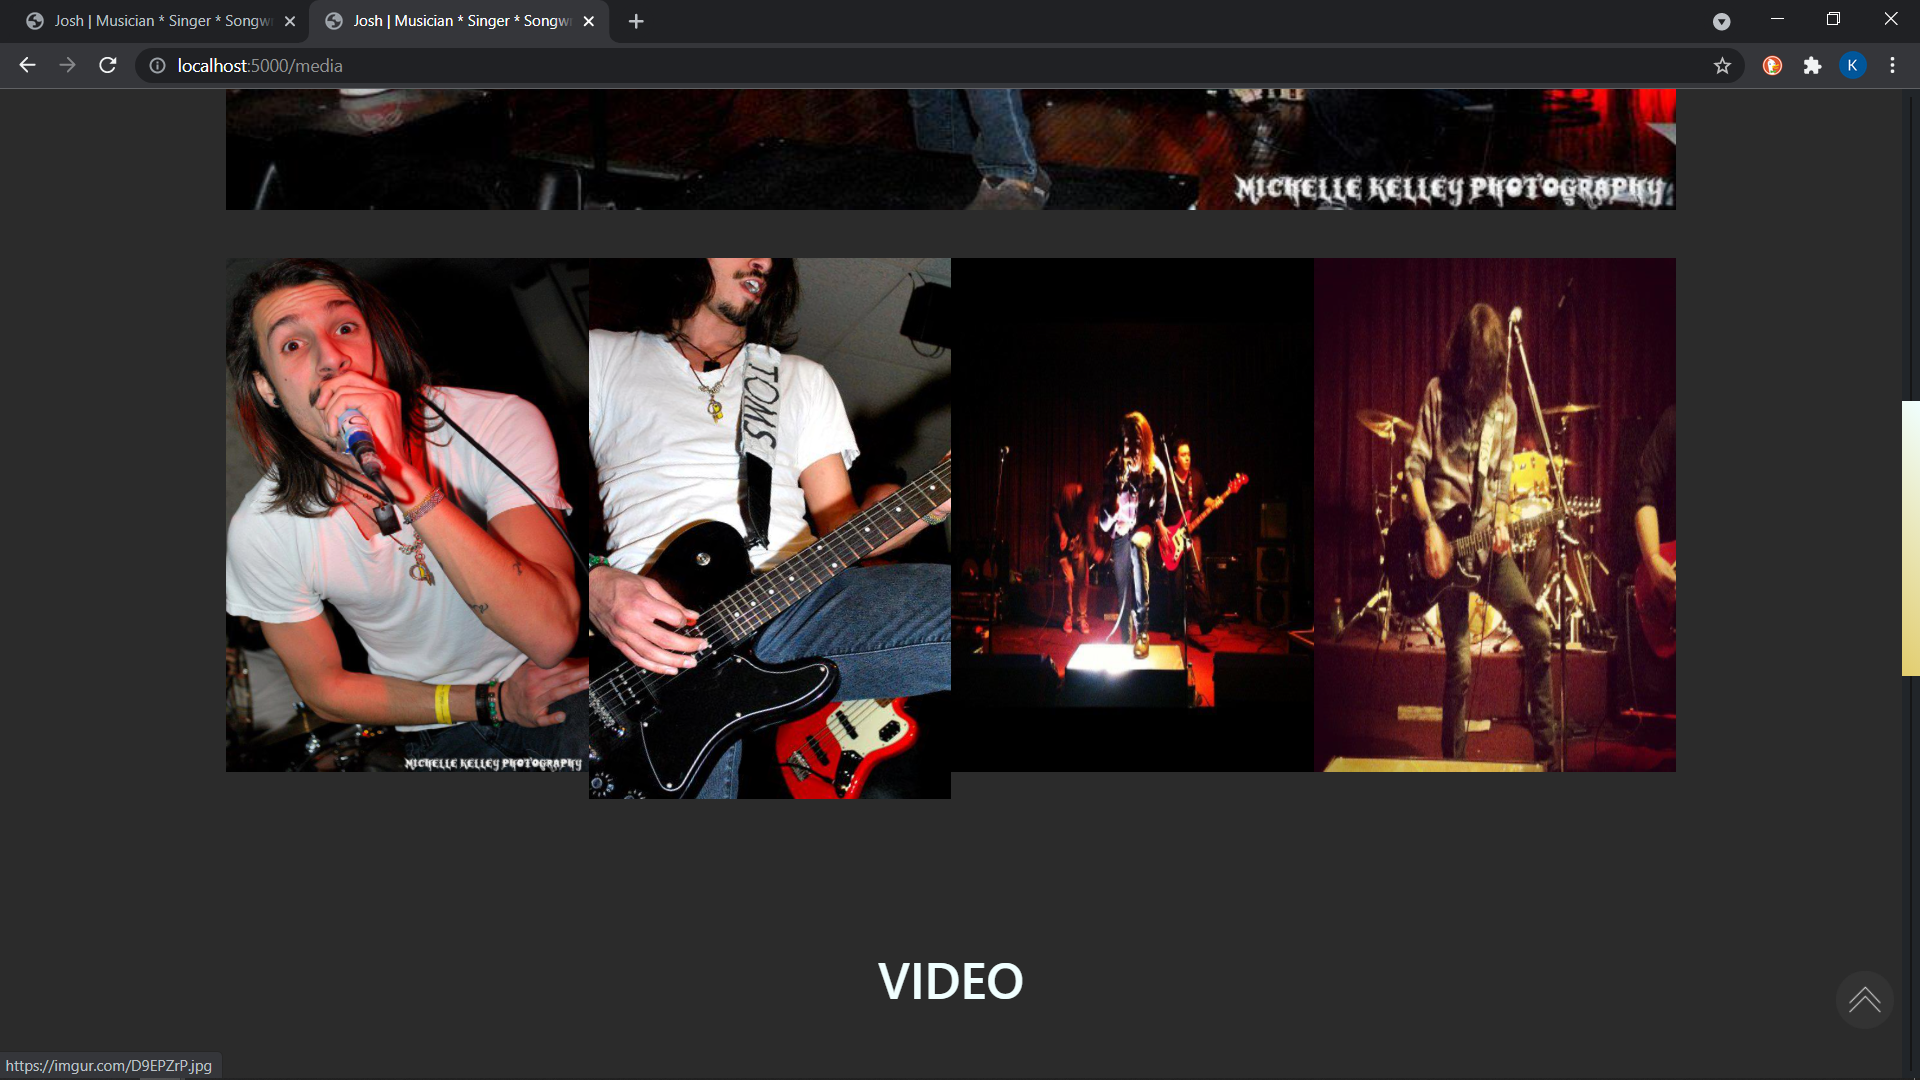 Josh | Musician * Singer * Songw
Josh | Musician * Singer * Songw
localhost:5000/media
K
MICHELLE KELLEY PHOTOGRAPHY
TOMS
MICHELLE KELLEY PHOTOGRAPHY
VIDEO
https://imgur.com/D9EPZrP.jpg